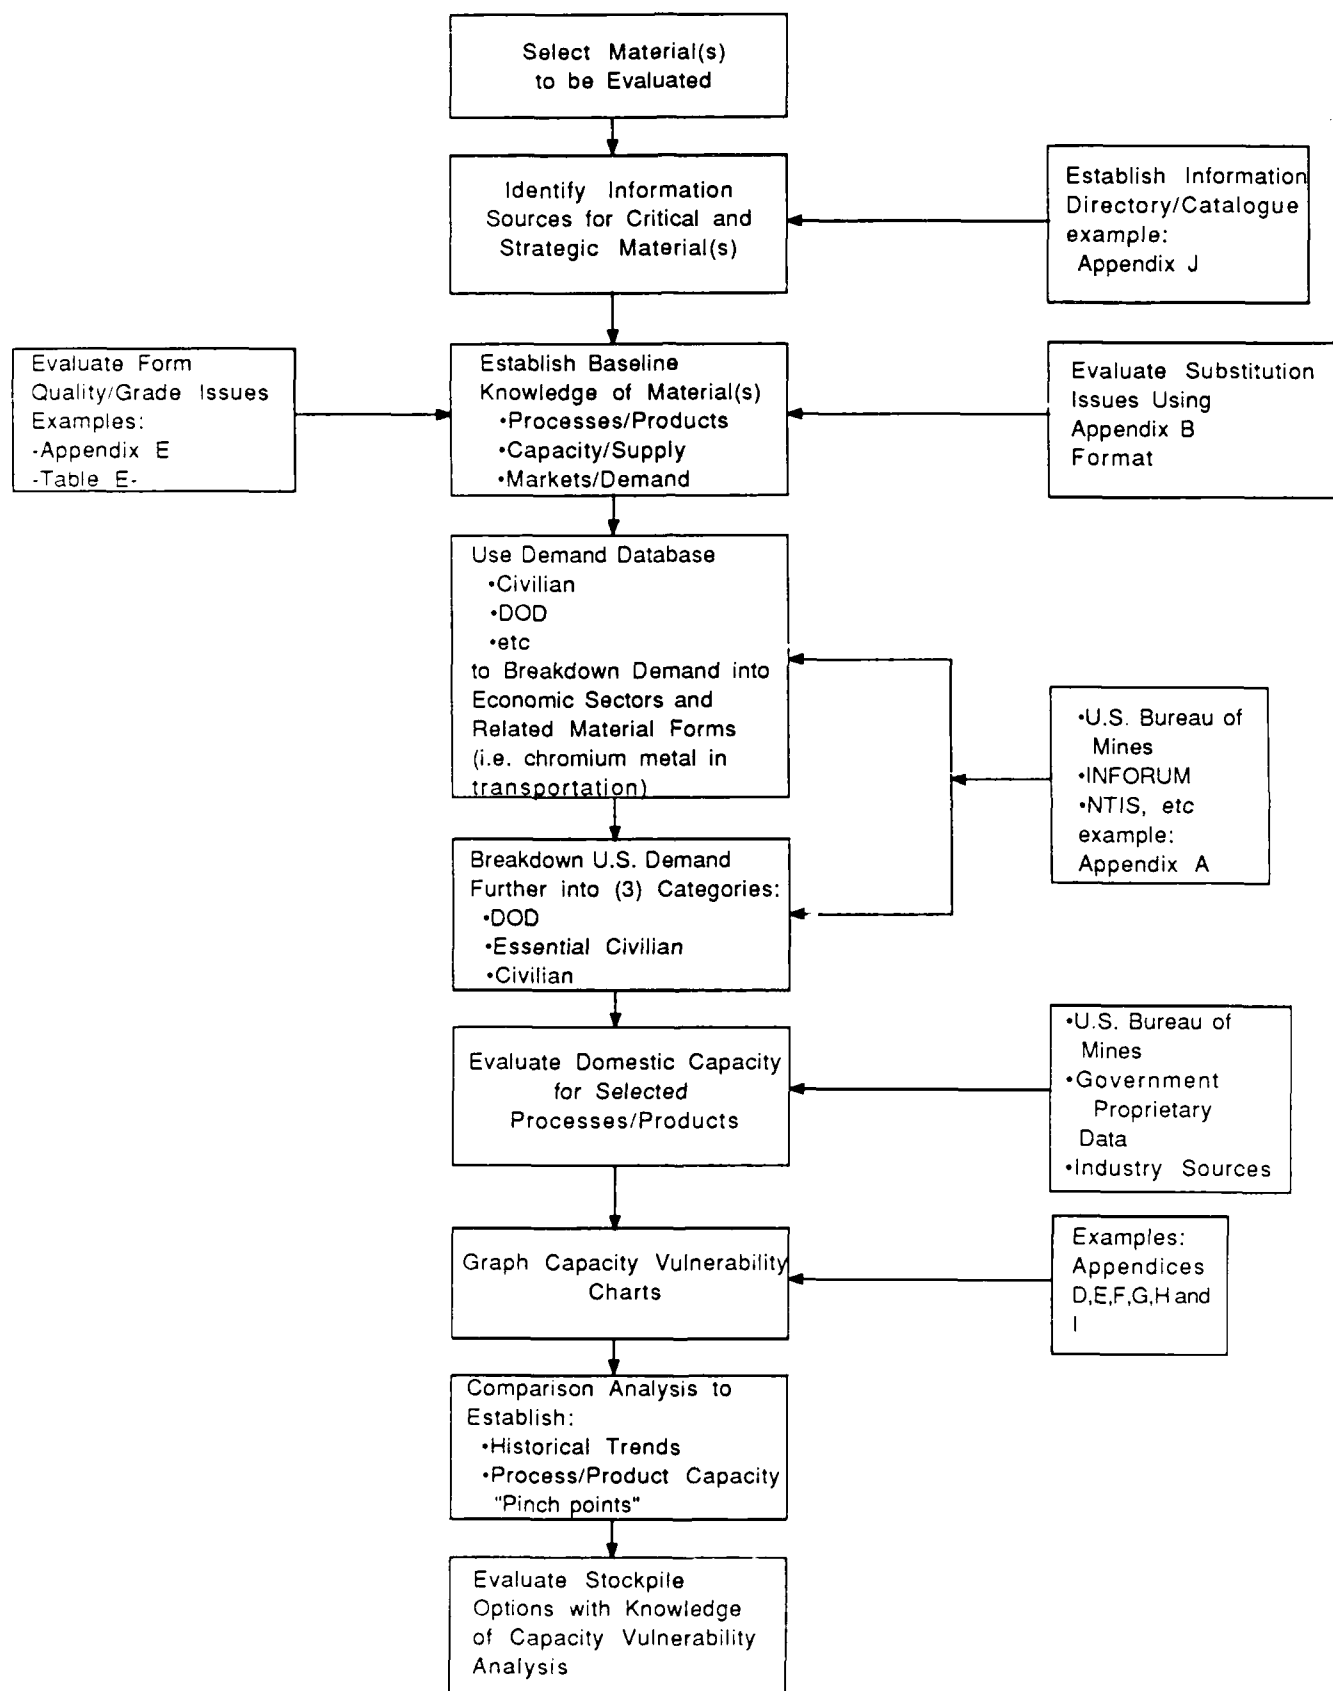 Select Material(s)
to be Evaluated
Identify Information
Sources for Critical and
Strategic Material(s)
Establish Information
Directory/Catalogue
example:
Appendix J
Evaluate Form
Quality/Grade Issues
Examples:
-Appendix E
-Table E-
Establish Baseline
Knowledge of Material(s)
•Processes/Products
•Capacity/Supply
•Markets/Demand
Evaluate Substitution
Issues Using
Appendix B
Format
Use Demand Database
•Civilian
•DOD
•etc
to Breakdown Demand into
Economic Sectors and
Related Material Forms
(i.e. chromium metal in
transportation)
•U.S. Bureau of
Mines
•INFORUM
•NTIS, etc
example:
Appendix A
Breakdown U.S. Demand
Further into (3) Categories:
•DOD
•Essential Civilian
•Civilian
Evaluate Domestic Capacity
for Selected
Processes/Products
•U.S. Bureau of
Mines
•Government
Proprietary
Data
•Industry Sources
Graph Capacity Vulnerability
Charts
Examples:
Appendices
D,E,F,G,H and
I
Comparison Analysis to
Establish:
•Historical Trends
•Process/Product Capacity
"Pinch points"
Evaluate Stockpile
Options with Knowledge
of Capacity Vulnerability
Analysis